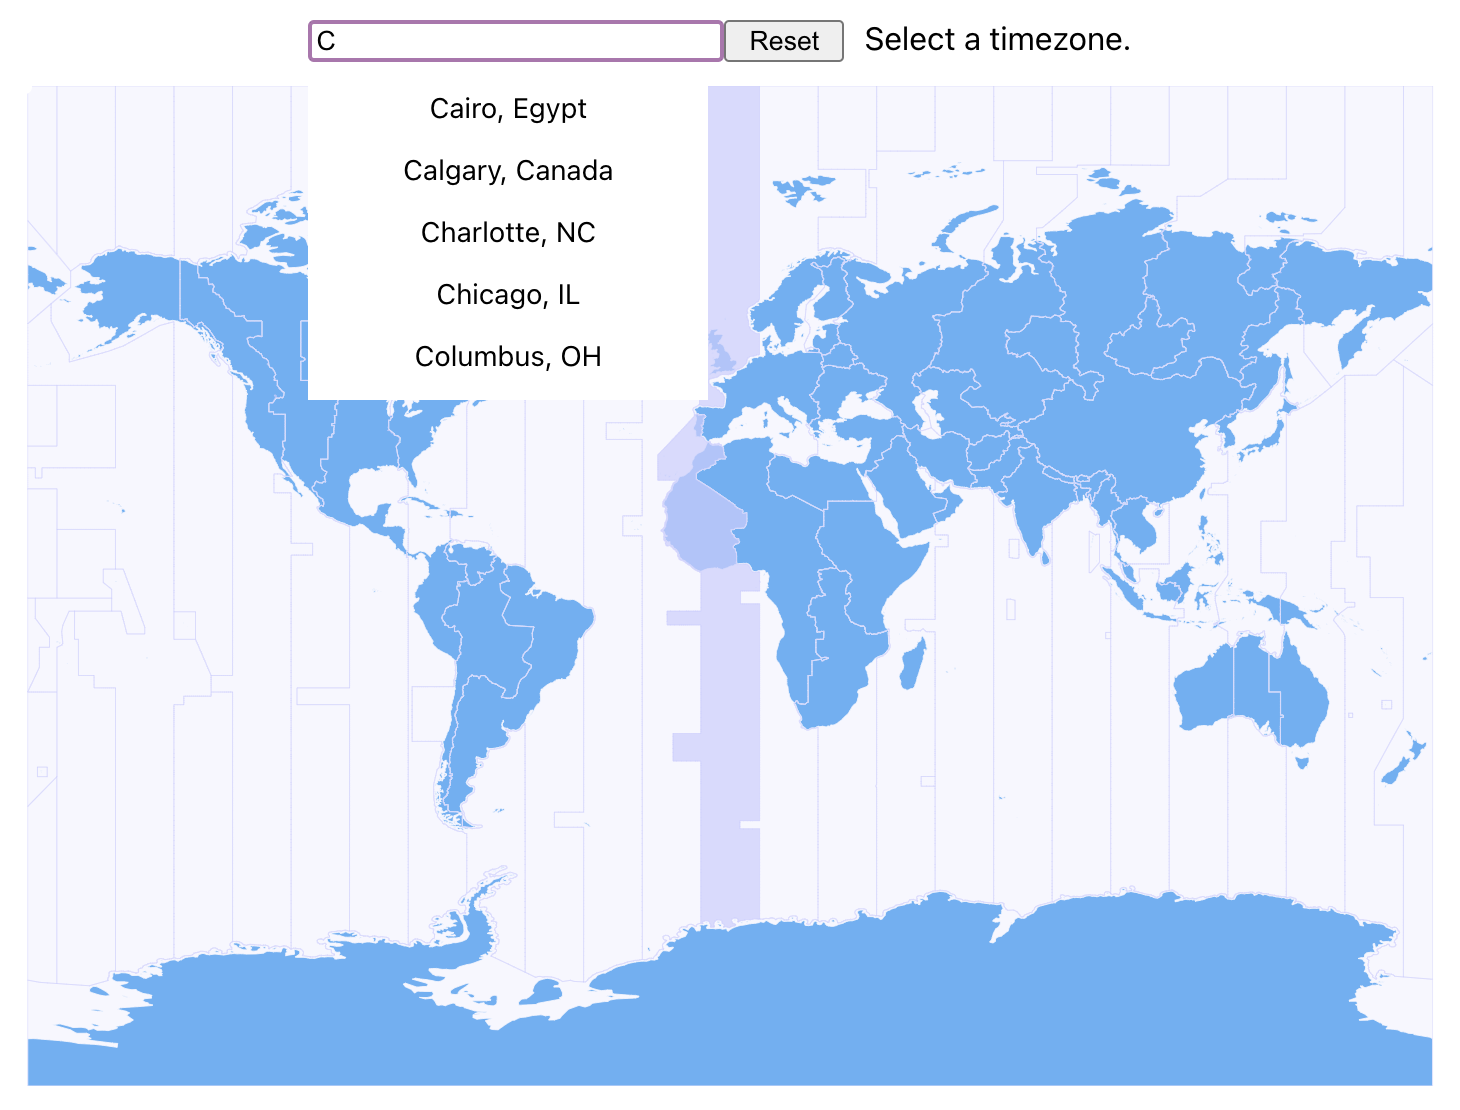 C
Reset
Select a timezone.
Cairo, Egypt
Calgary, Canada
Charlotte, NC
Chicago, IL
Columbus, OH